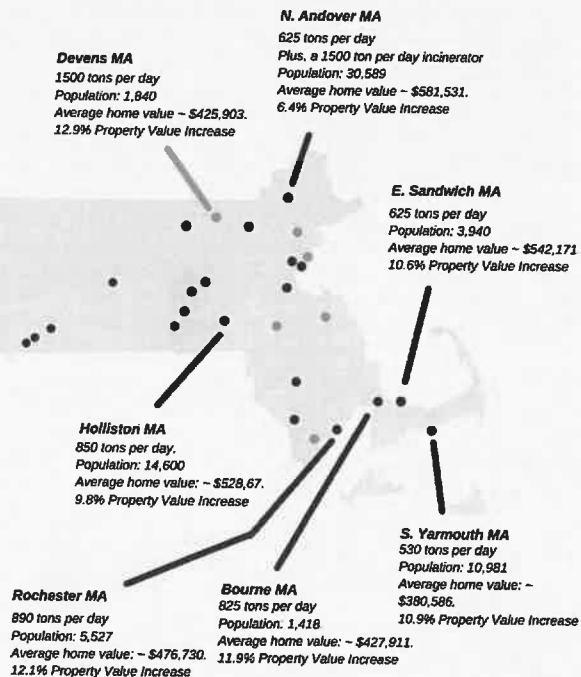 N. Andover MA
625 tons per day
Plus, a 1500 ton per day incinerator
Population: 30,589
Average home value ~ $581,531.
6.4% Property Value Increase
Devens MA
1500 tons per day
Population: 1,840
Average home value ~ $425,903.
12.9% Property Value Increase
E. Sandwich MA
625 tons per day
Population: 3,940
Average home value ~ $542,171
10.6% Property Value Increase
Holliston MA
850 tons per day.
Population: 14,600
Average home value: ~ $528,67.
9.8% Property Value Increase
S. Yarmouth MA
530 tons per day
Population: 10,981
Average home value: ~
$380,586.
10.9% Property Value Increase
Rochester MA
890 tons per day
Population: 5,527
Average home value: ~ $476,730.
12.1% Property Value Increase
Bourne MA
825 tons per day
Population: 1,418
Average home value: ~ $427,911.
11.9% Property Value Increase